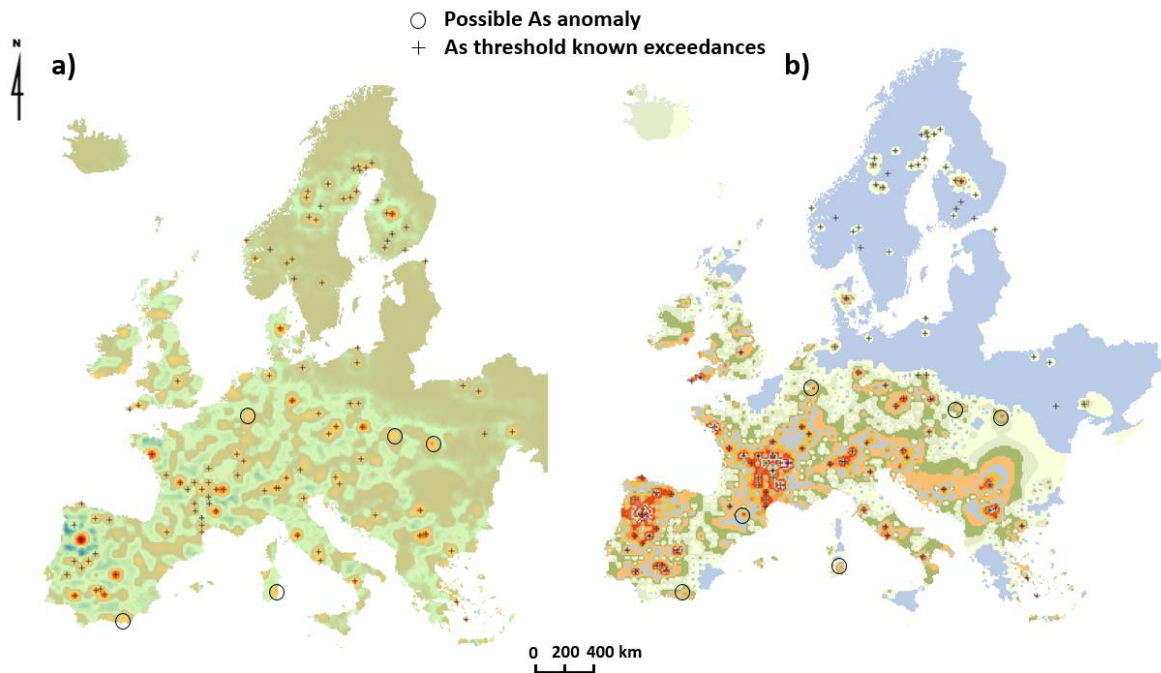 Possible As anomaly
As threshold known exceedances
N
a)
b)
0 200 400 km